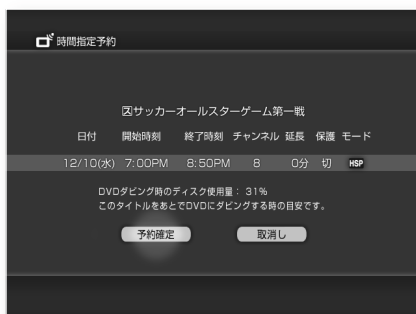 時間指定予約
🅂サッカーオールスターゲーム第一戦
日付 開始時刻 終了時刻 チャンネル 延長 保護 モード
12/10(水) 7:00PM 8:50PM 8 0分 切 HSP
DVDダビング時のディスク使用量： 31%
このタイトルをあとでDVDにダビングする時の目安です。
予約確定 取消し